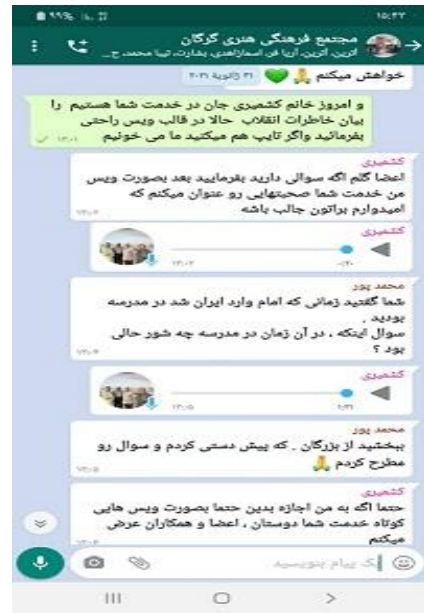 ۱۵:۴۲
۹۹%
مجتمع فرهنگی هنری گرگان
خواهش میکنم 🙏 💚 ۳۱ ژانویهٔ ۲۰۲۱
و امروز خانم کشمیری جان در خدمت شما هستیم را
بیان خاطرات انقلاب حالا در قالب ویس راحتی
بفرمائید واگر تایپ هم میکنید ما می خونیم
کشمیری
اعضا گلم اگه سوالی دارید بفرمایید بعد بصورت ویس
من خدمت شما صحبتهایی رو عنوان میکنم که
امیدوارم براتون جالب باشه
کشمیری
محمد پور
شما گفتید زمانی که امام وارد ایران شد در مدرسه
بودید .
سوال اینکه ، در آن زمان در مدرسه چه شور حالی
بود ؟
کشمیری
محمد پور
ببخشید از بزرگان . که پیش دستی کردم و سوال رو
مطرح کردم 🙏
کشمیری
حتما اگه به من اجازه بدین حتما بصورت ویس هایی
کوتاه خدمت شما دوستان ، اعضا و همکاران عرض
میکنم
یک پیام بنویسید